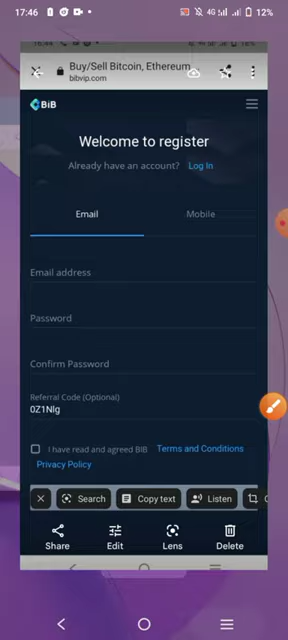 17:46
4G
12%
Buy/Sell Bitcoin, Ethereum
bibvip.com
BiB
Welcome to register
Already have an account? Log In
Email
Mobile
Email address
Password
Confirm Password
Referral Code (Optional)
0Z1Nlg
I have read and agreed BIB Terms and Conditions
Privacy Policy
Search
Copy text
Listen
Share
Edit
Lens
Delete